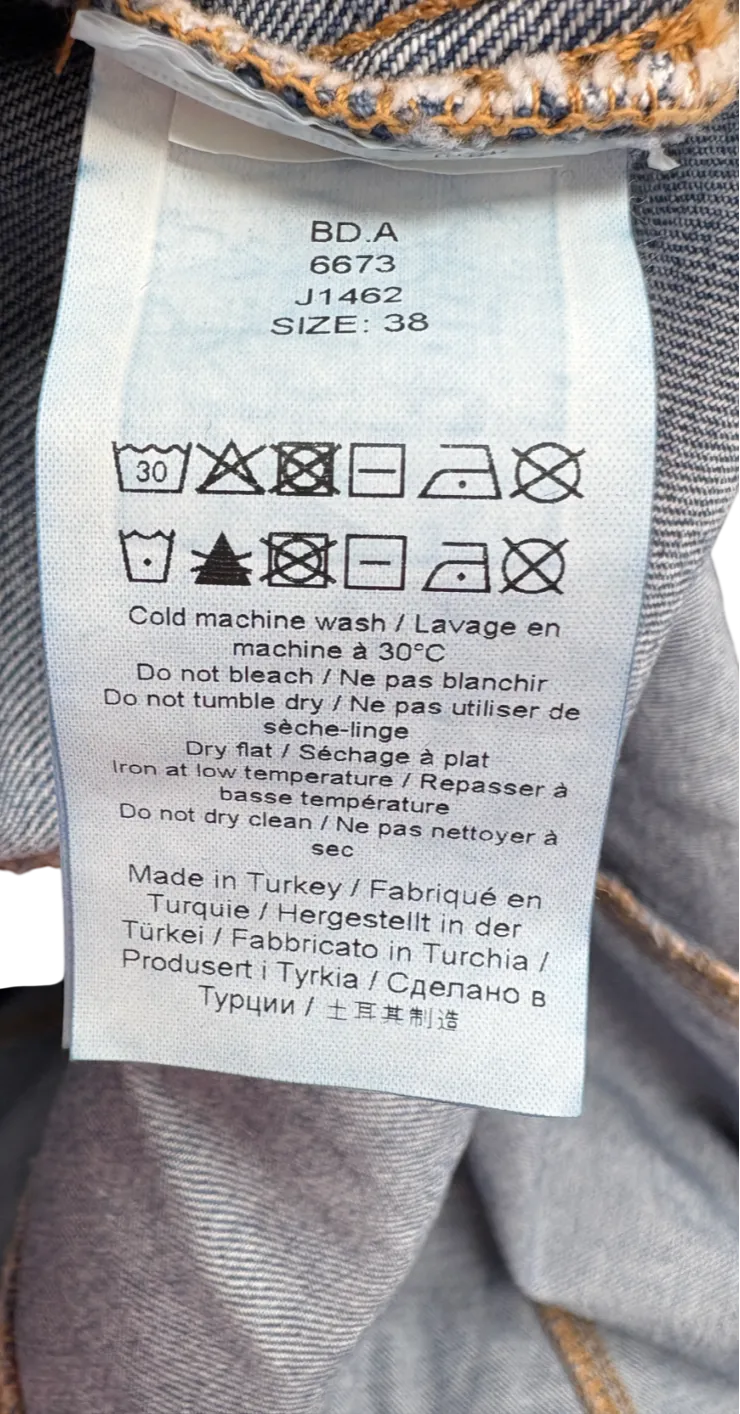 BD.A
6673
J1462
SIZE: 38
30
Cold machine wash / Lavage en
machine à 30°C
Do not bleach / Ne pas blanchir
Do not tumble dry / Ne pas utiliser de
sèche-linge
Dry flat / Séchage à plat
Iron at low temperature / Repasser à
basse température
Do not dry clean / Ne pas nettoyer à
sec
Made in Turkey / Fabriqué en
Turquie / Hergestellt in der
Türkei / Fabbricato in Turchia /
Produsert i Tyrkia / Сделано в
Турции / 土耳其制造